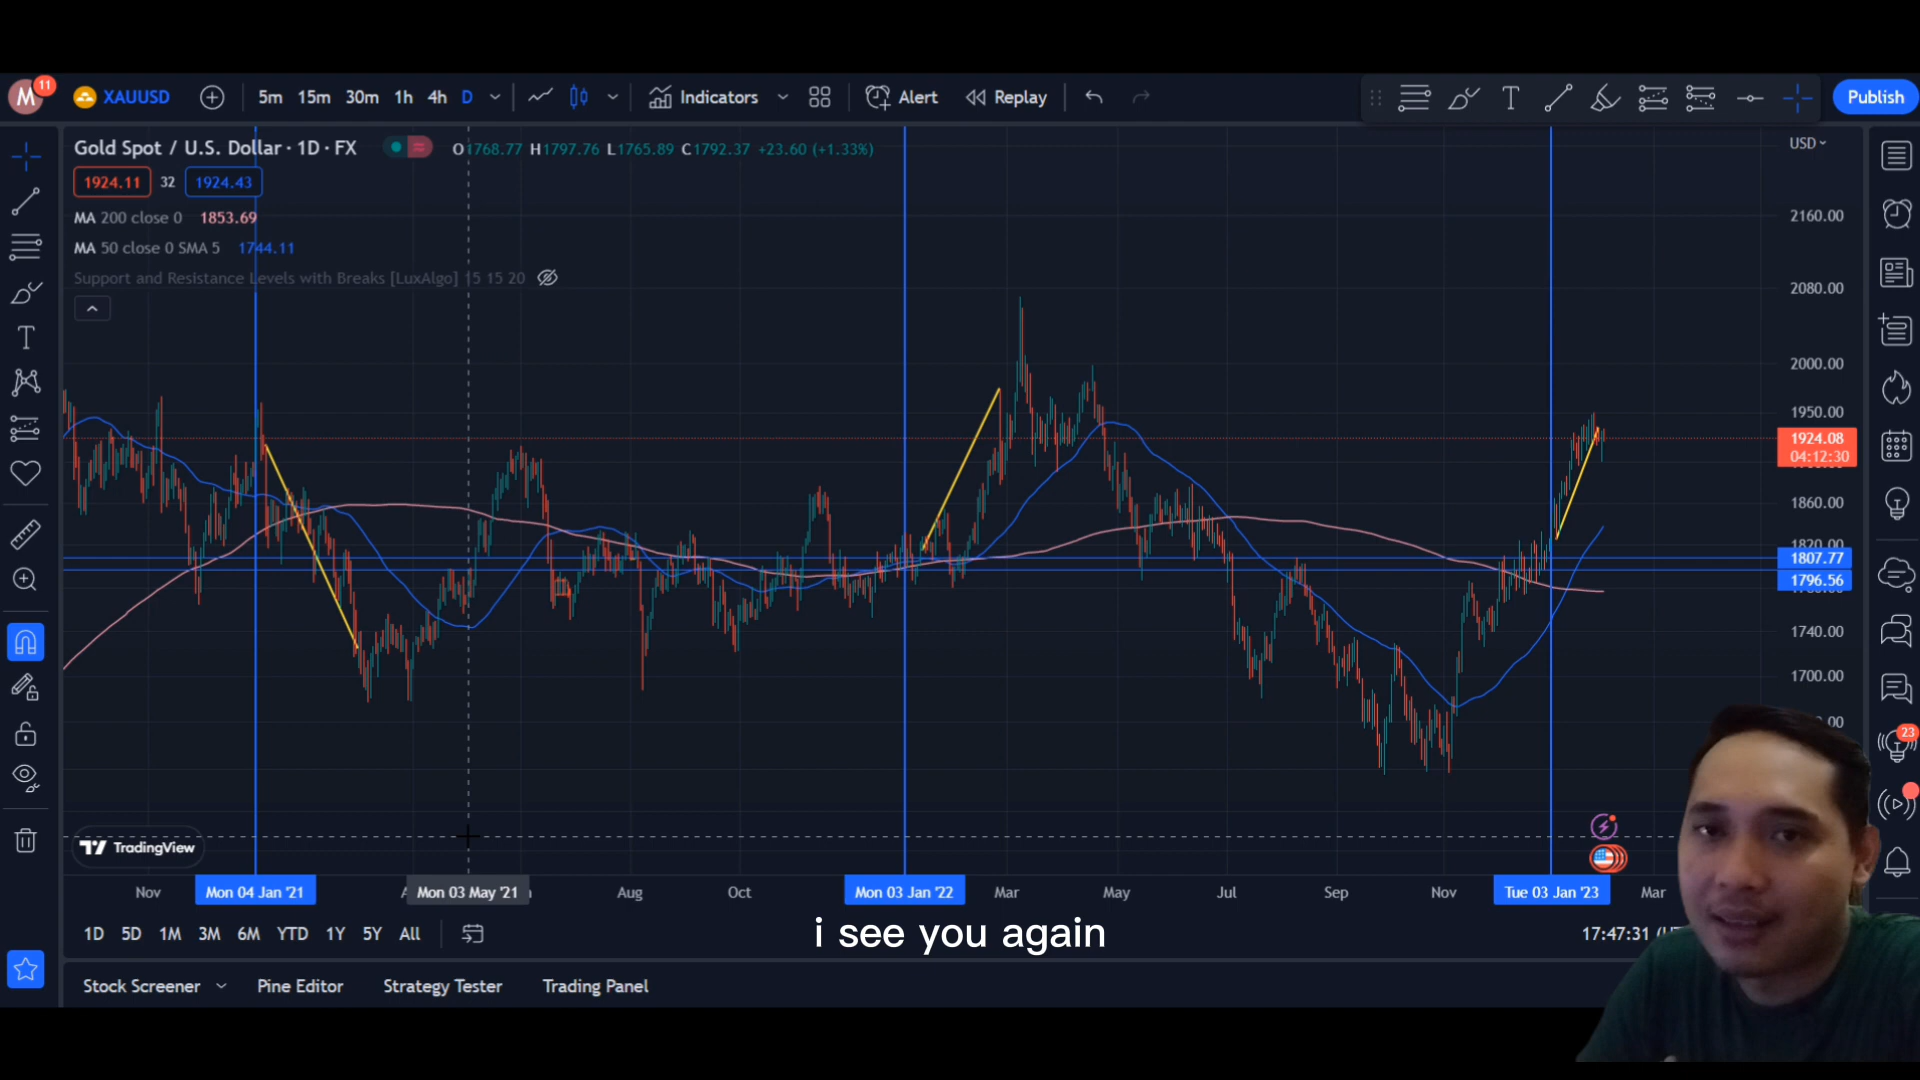 M 11 XAUUSD 5m 15m 30m 1h 4h D Indicators Alert Replay T Publish
Gold Spot / U.S. Dollar · 1D · FX O1768.77 H1797.76 L1765.89 C1792.37 +23.60 (+1.33%) USD
1924.11 32 1924.43
MA 200 close 0 1853.69
MA 50 close 0 SMA 5 1744.11
Support and Resistance Levels with Breaks [LuxAlgo] 15 15 20
2160.00
2080.00
2000.00
1950.00
1924.08
04:12:30
1860.00
1820.00
1807.77
1796.56
1740.00
1700.00
23
TradingView
Nov Mon 04 Jan '21 Mon 03 May '21 Aug Oct Mon 03 Jan '22 Mar May Jul Sep Nov Tue 03 Jan '23 Mar
1D 5D 1M 3M 6M YTD 1Y 5Y All 17:47:31
i see you again
Stock Screener Pine Editor Strategy Tester Trading Panel